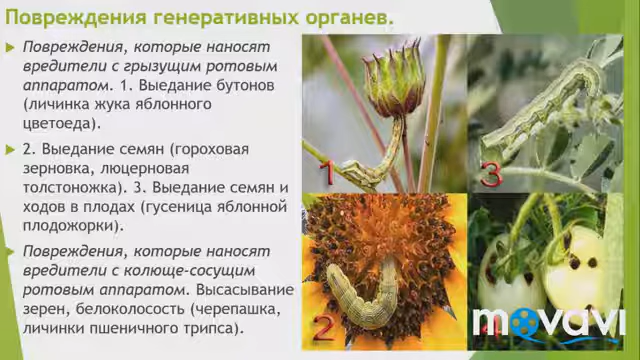 Повреждения генеративных органев.
Повреждения, которые наносят
вредители с грызущим ротовым
аппаратом. 1. Выедание бутонов
(личинка жука яблонного
цветоеда).
2. Выедание семян (гороховая
зерновка, люцерновая
толстоножка). 3. Выедание семян и
ходов в плодах (гусеница яблонной
плодожорки).
Повреждения, которые наносят
вредители с колюще-сосущим
ротовым аппаратом. Высасывание
зерен, белоколосость (черепашка,
личинки пшеничного трипса).
1
3
2
4
movavi